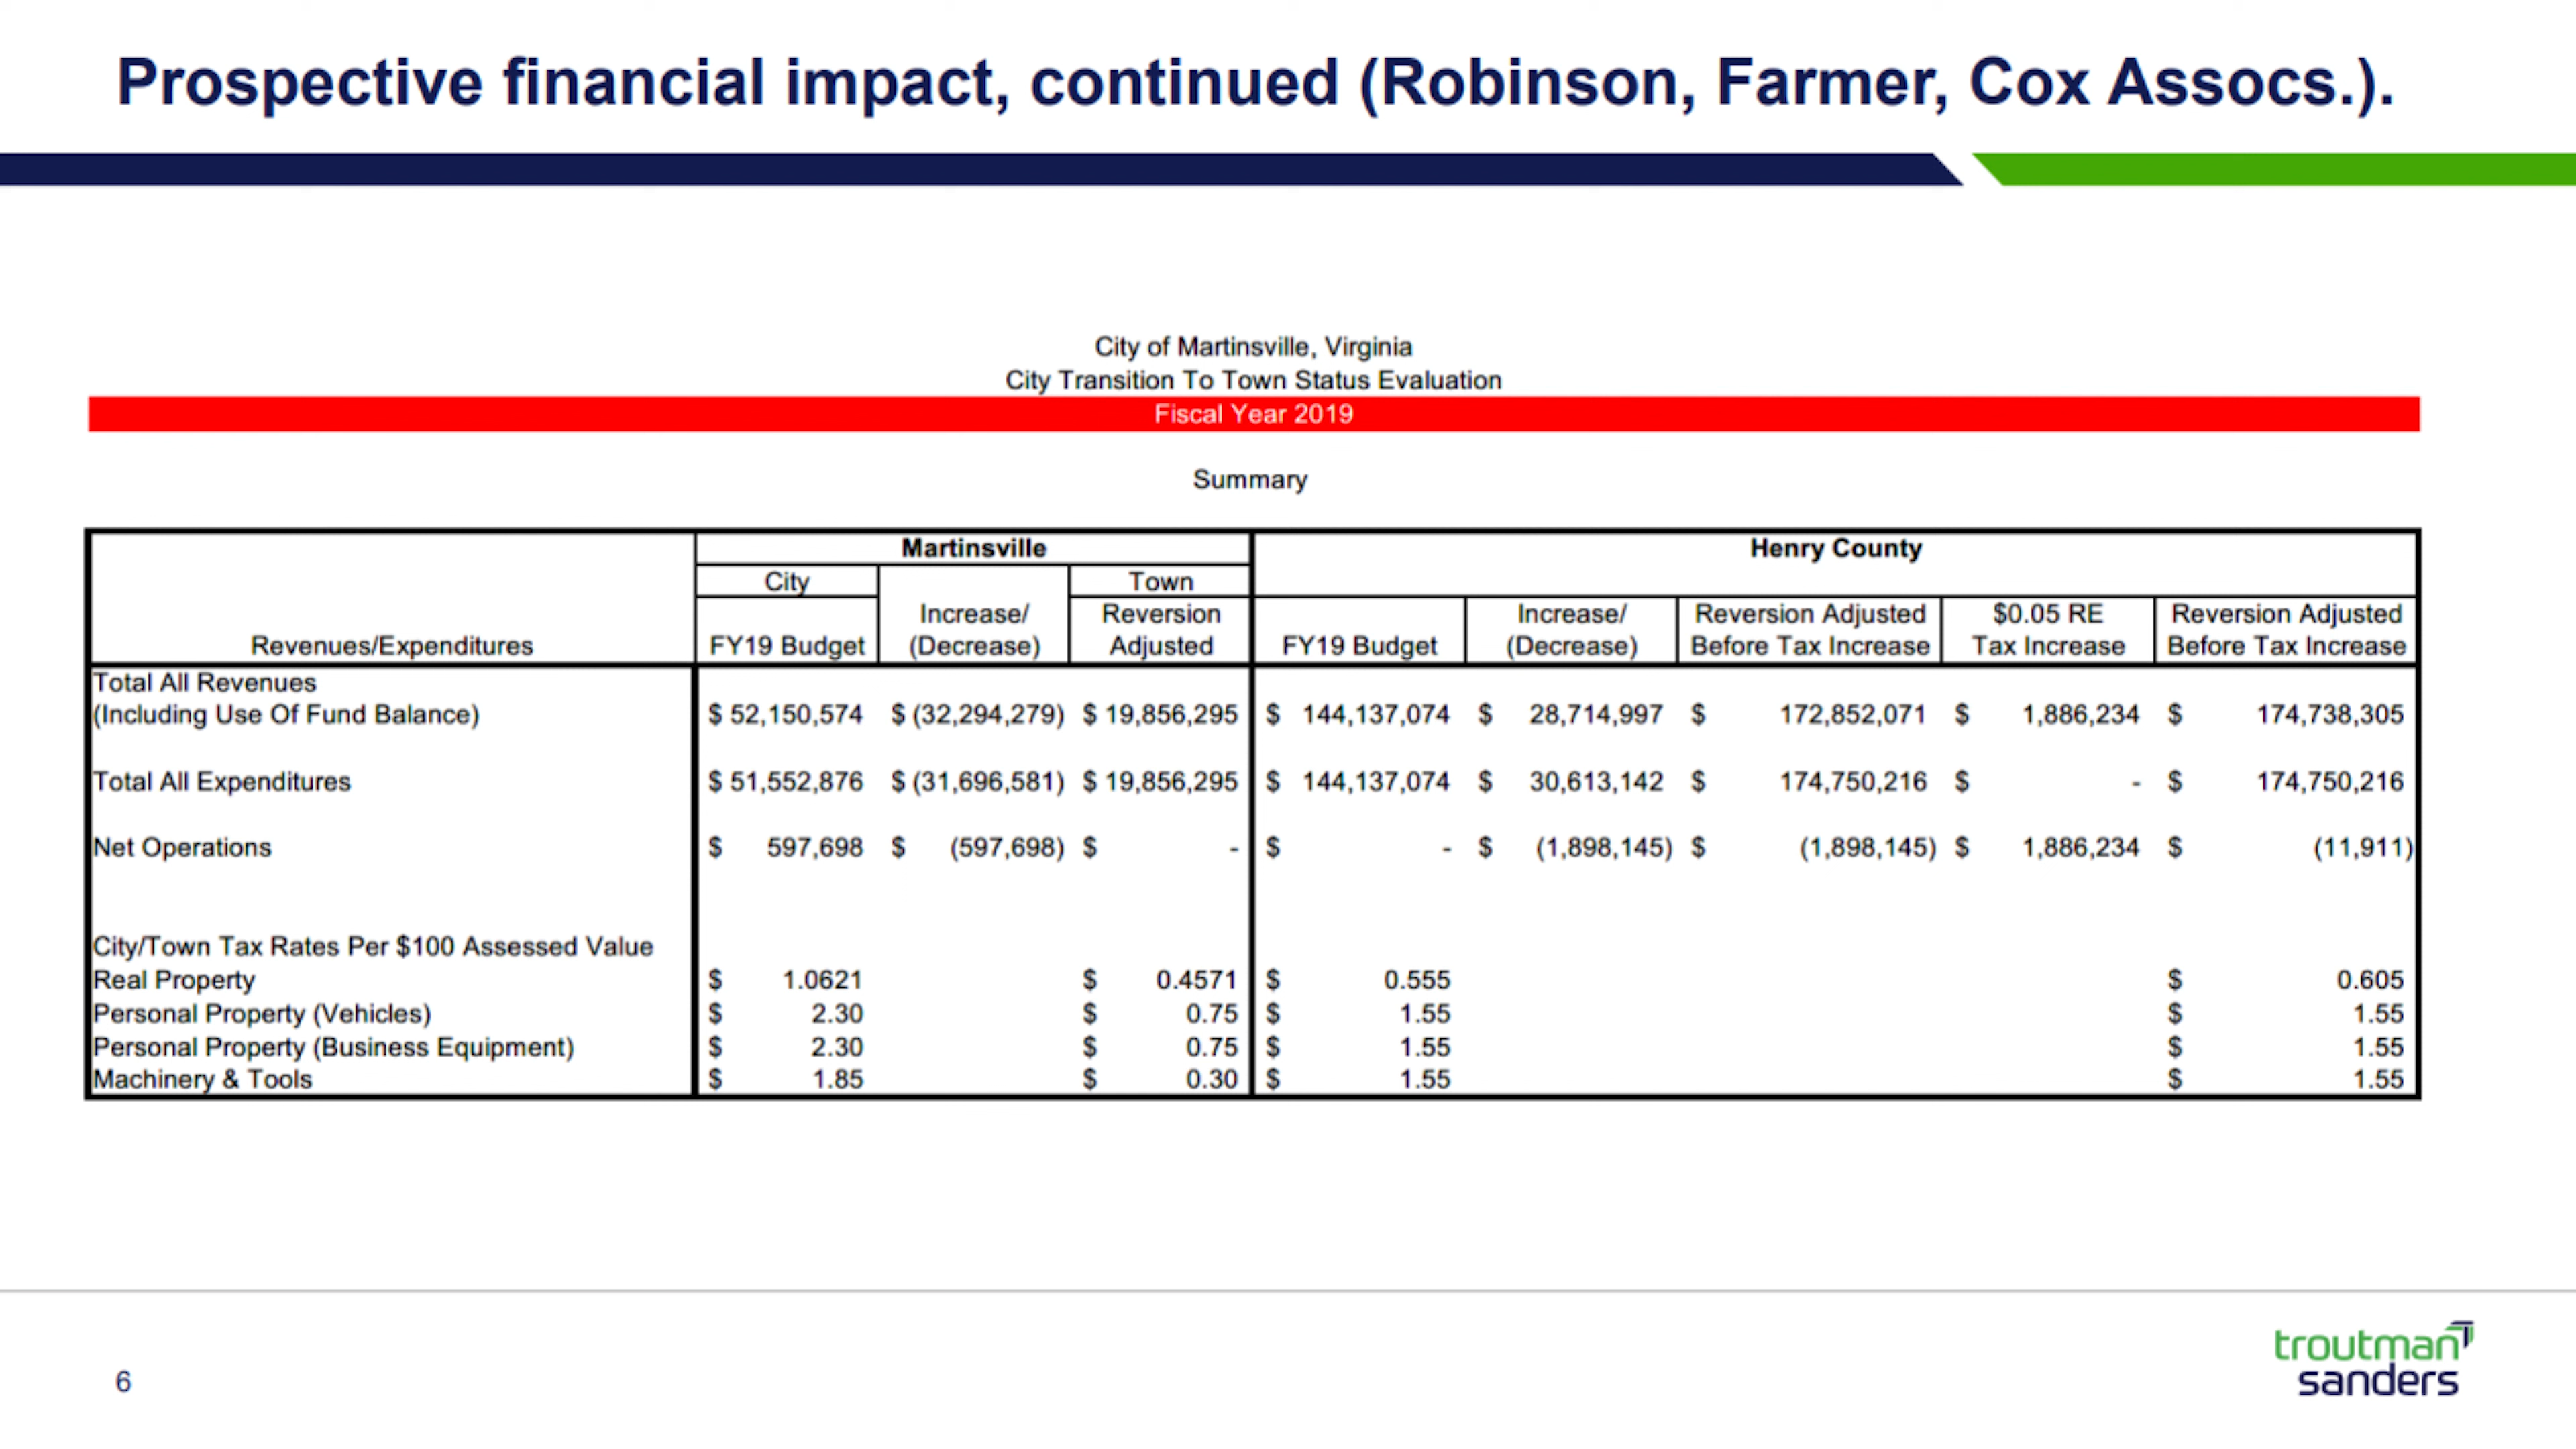 Prospective financial impact, continued (Robinson, Farmer, Cox Assocs.).
City of Martinsville, Virginia
City Transition To Town Status Evaluation
Fiscal Year 2019
Summary
Martinsville Henry County
City Town
Increase/ Reversion Increase/ Reversion Adjusted $0.05 RE Reversion Adjusted
Revenues/Expenditures FY19 Budget (Decrease) Adjusted FY19 Budget (Decrease) Before Tax Increase Tax Increase Before Tax Increase
Total All Revenues
(Including Use Of Fund Balance) $ 52,150,574 $ (32,294,279) $ 19,856,295 $ 144,137,074 $ 28,714,997 $ 172,852,071 $ 1,886,234 $ 174,738,305
Total All Expenditures $ 51,552,876 $ (31,696,581) $ 19,856,295 $ 144,137,074 $ 30,613,142 $ 174,750,216 $ - $ 174,750,216
Net Operations $ 597,698 $ (597,698) $ - $ - $ (1,898,145) $ (1,898,145) $ 1,886,234 $ (11,911)
City/Town Tax Rates Per $100 Assessed Value
Real Property $ 1.0621 $ 0.4571 $ 0.555 $ 0.605
Personal Property (Vehicles) $ 2.30 $ 0.75 $ 1.55 $ 1.55
Personal Property (Business Equipment) $ 2.30 $ 0.75 $ 1.55 $ 1.55
Machinery & Tools $ 1.85 $ 0.30 $ 1.55 $ 1.55
6
troutman
sanders